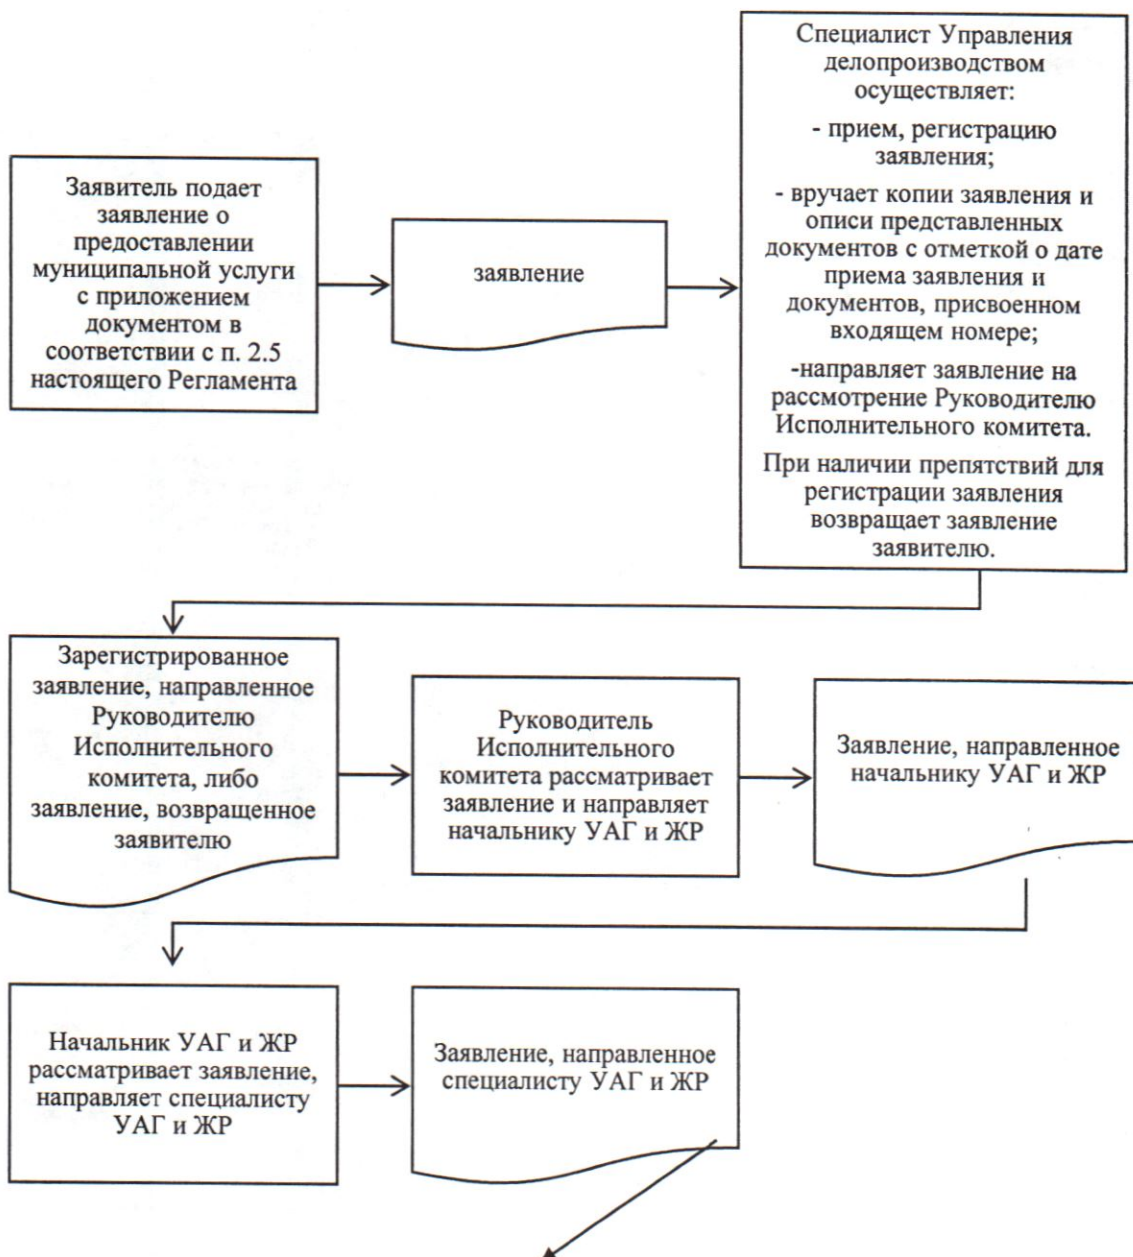 Заявитель подает
заявление о
предоставлении
муниципальной услуги
с приложением
документом в
соответствии с п. 2.5
настоящего Регламента
заявление
Специалист Управления
делопроизводством
осуществляет:
- прием, регистрацию
заявления;
- вручает копии заявления и
описи представленных
документов с отметкой о дате
приема заявления и
документов, присвоенном
входящем номере;
-направляет заявление на
рассмотрение Руководителю
Исполнительного комитета.
При наличии препятствий для
регистрации заявления
возвращает заявление
заявителю.
Зарегистрированное
заявление, направленное
Руководителю
Исполнительного
комитета, либо
заявление, возвращенное
заявителю
Руководитель
Исполнительного
комитета рассматривает
заявление и направляет
начальнику УАГ и ЖР
Заявление, направленное
начальнику УАГ и ЖР
Начальник УАГ и ЖР
рассматривает заявление,
направляет специалисту
УАГ и ЖР
Заявление, направленное
специалисту УАГ и ЖР